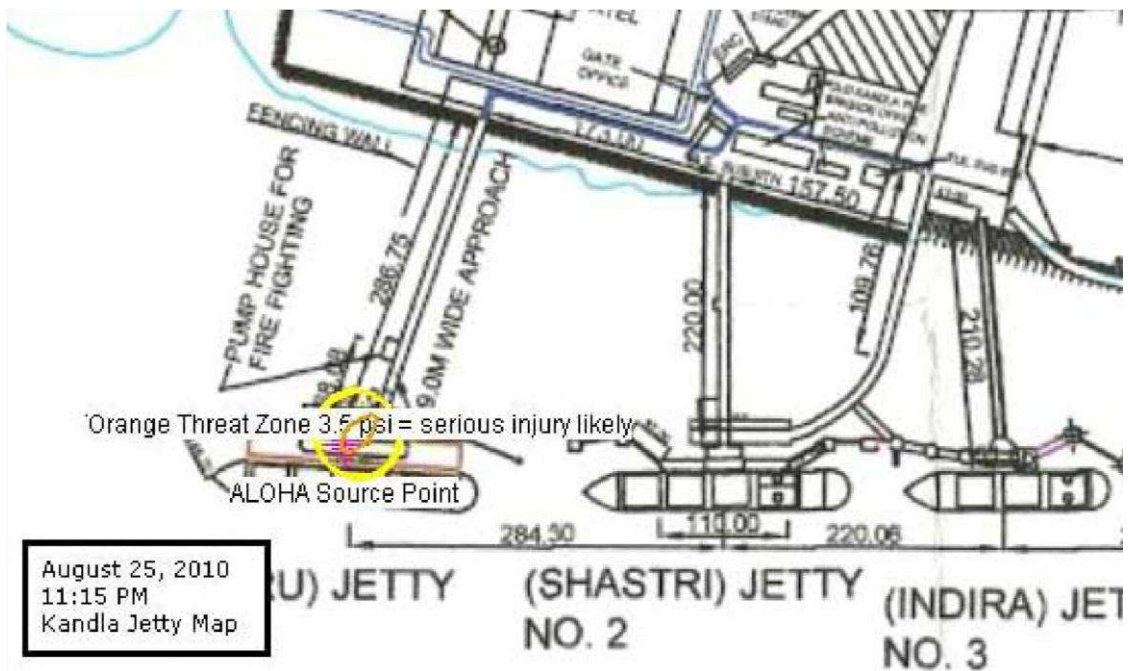 GATE
OFFICE
FENCING WALL
PUMP HOUSE FOR
FIRE FIGHTING
286.75
9.0M WIDE APPROACH
157.50
220.00
109.76
210.28
Orange Threat Zone 3.5 psi = serious injury likely
ALOHA Source Point
284.30
110.00
220.06
RU) JETTY
(SHASTRI) JETTY
NO. 2
(INDIRA) JET
NO. 3
August 25, 2010
11:15 PM
Kandla Jetty Map